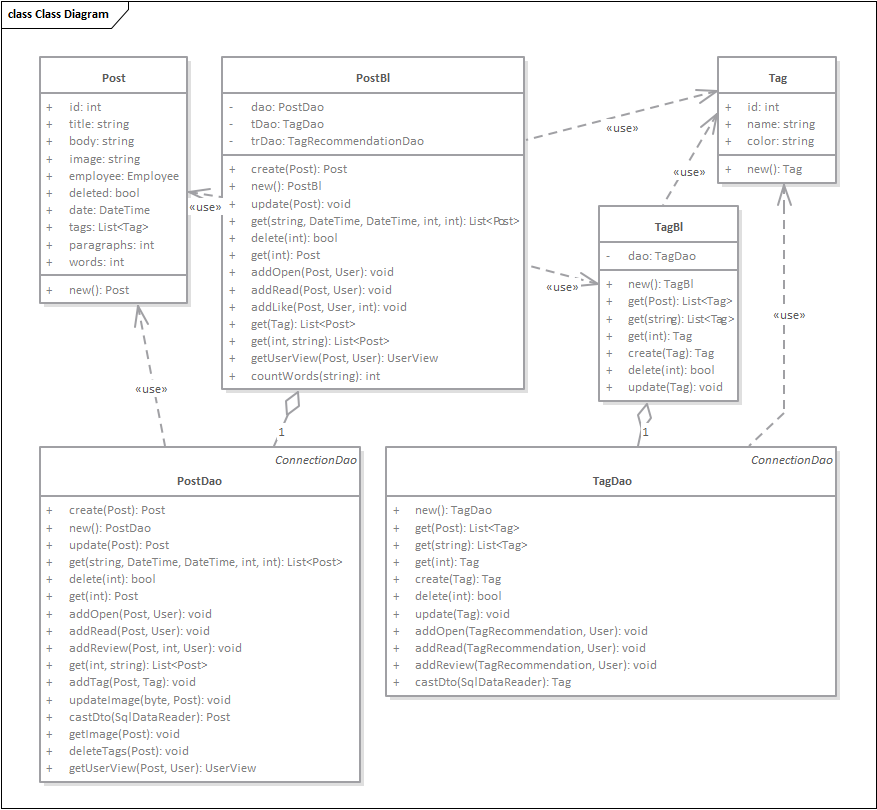 class Class Diagram
Post
+ id: int
+ title: string
+ body: string
+ image: string
+ employee: Employee
+ deleted: bool
+ date: DateTime
+ tags: List<Tag>
+ paragraphs: int
+ words: int
+ new(): Post
PostBl
- dao: PostDao
- tDao: TagDao
- trDao: TagRecommendationDao
+ create(Post): Post
+ new(): PostBl
+ update(Post): void
+ get(string, DateTime, DateTime, int, int): List<Post>
+ delete(int): bool
+ get(int): Post
+ addOpen(Post, User): void
+ addRead(Post, User): void
+ addLike(Post, User, int): void
+ get(Tag): List<Post>
+ get(int, string): List<Post>
+ getUserView(Post, User): UserView
+ countWords(string): int
Tag
+ id: int
+ name: string
+ color: string
+ new(): Tag
TagBl
- dao: TagDao
+ new(): TagBl
+ get(Post): List<Tag>
+ get(string): List<Tag>
+ get(int): Tag
+ create(Tag): Tag
+ delete(int): bool
+ update(Tag): void
«use»
«use»
«use»
«use»
«use»
«use»
1
1
ConnectionDao
PostDao
+ create(Post): Post
+ new(): PostDao
+ update(Post): Post
+ get(string, DateTime, DateTime, int, int): List<Post>
+ delete(int): bool
+ get(int): Post
+ addOpen(Post, User): void
+ addRead(Post, User): void
+ addReview(Post, int, User): void
+ get(int, string): List<Post>
+ addTag(Post, Tag): void
+ updateImage(byte, Post): void
+ castDto(SqlDataReader): Post
+ getImage(Post): void
+ deleteTags(Post): void
+ getUserView(Post, User): UserView
ConnectionDao
TagDao
+ new(): TagDao
+ get(Post): List<Tag>
+ get(string): List<Tag>
+ get(int): Tag
+ create(Tag): Tag
+ delete(int): bool
+ update(Tag): void
+ addOpen(TagRecommendation, User): void
+ addRead(TagRecommendation, User): void
+ addReview(TagRecommendation, User): void
+ castDto(SqlDataReader): Tag